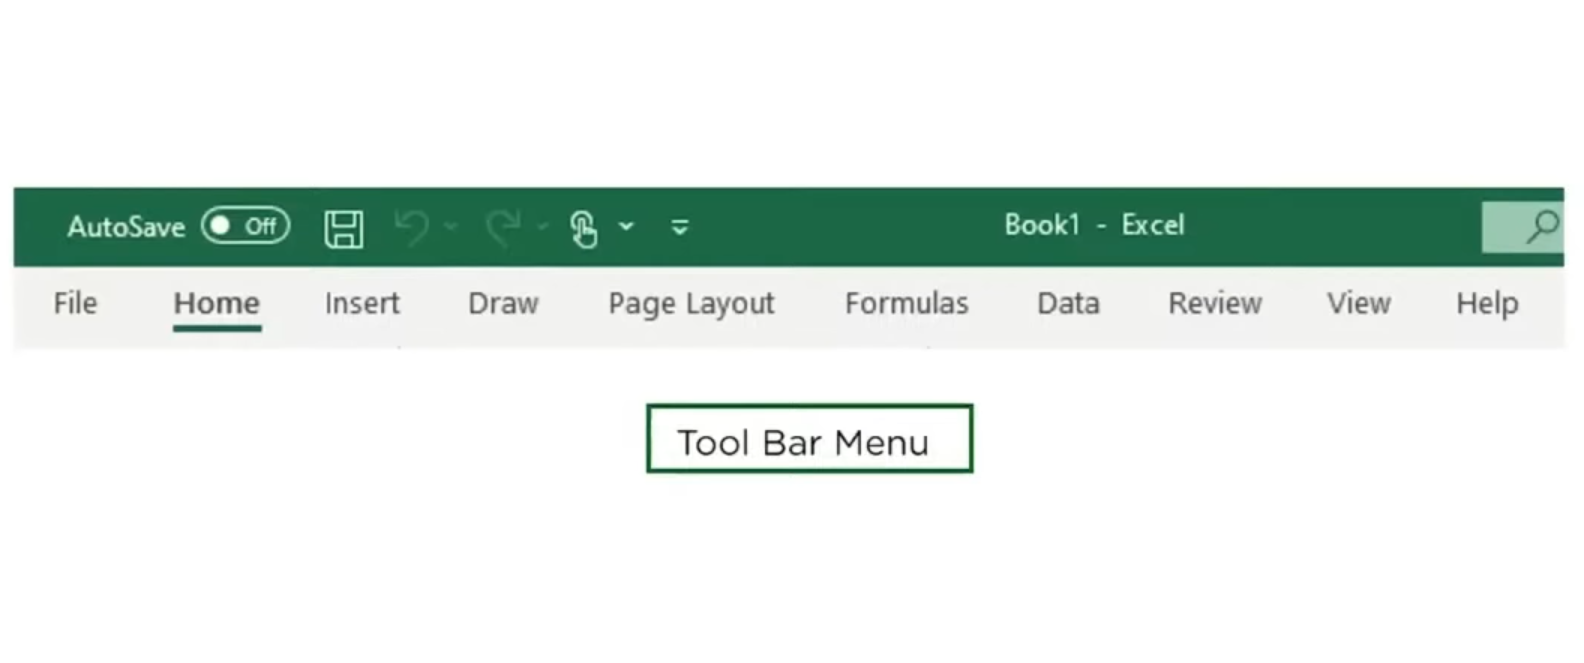 AutoSave Off Book1 - Excel
File Home Insert Draw Page Layout Formulas Data Review View Help
Tool Bar Menu